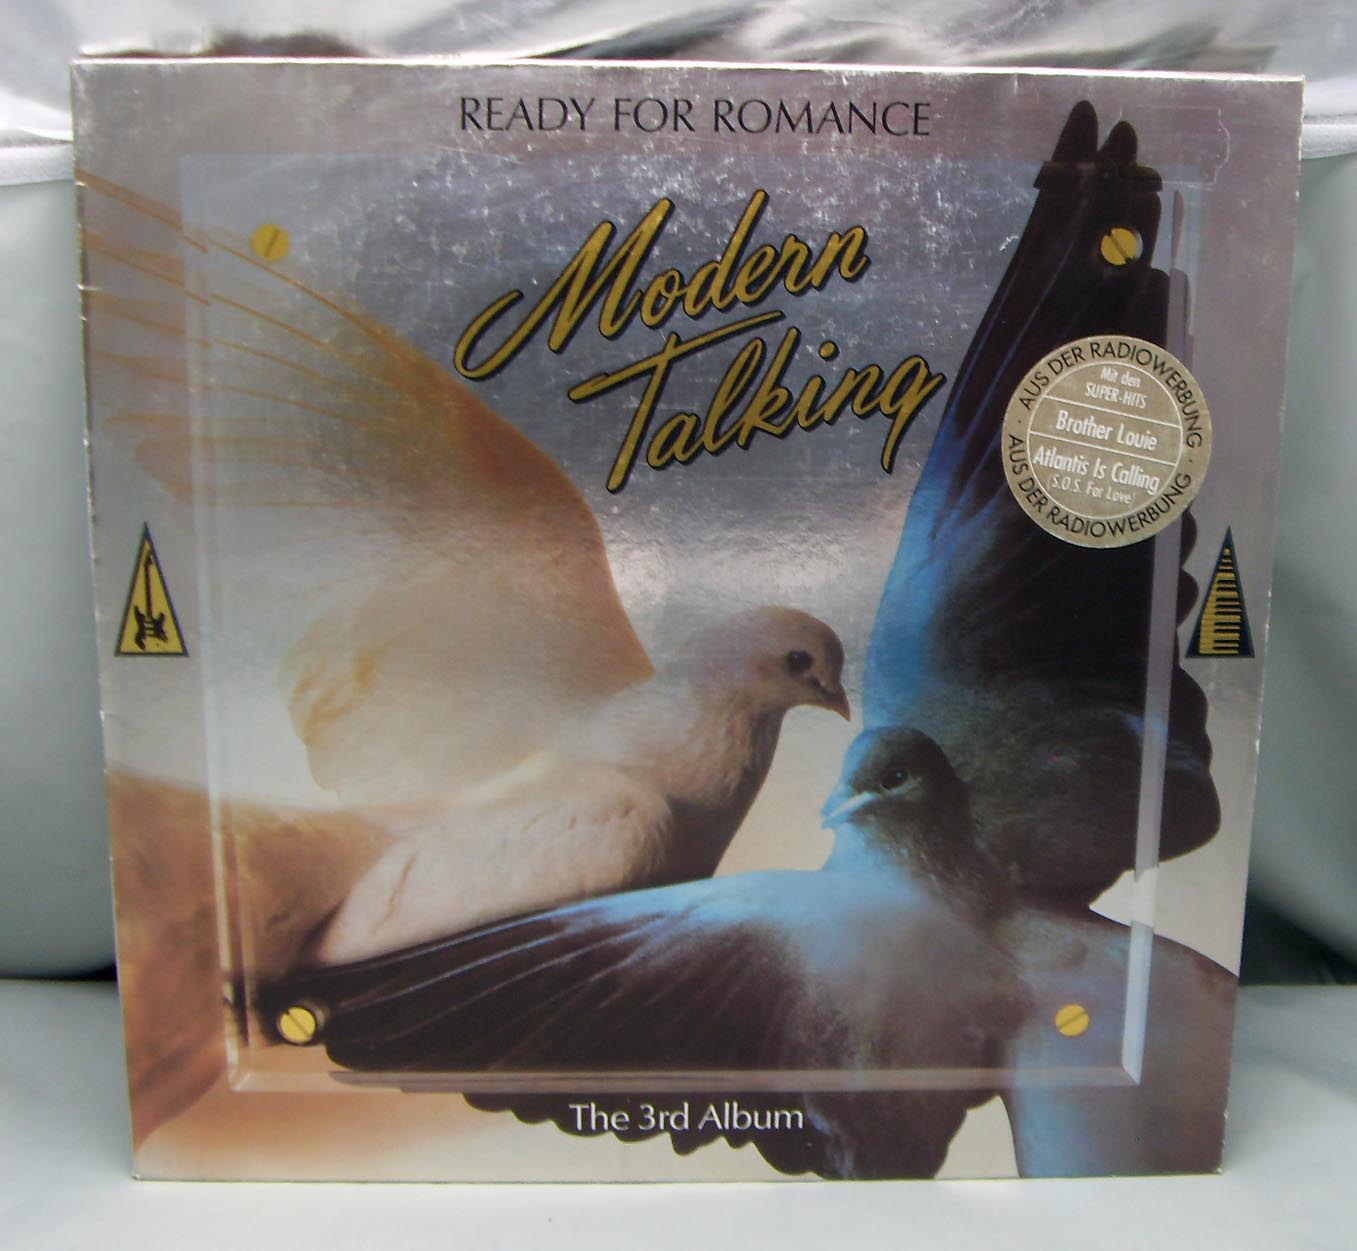 READY FOR ROMANCE
Modern
Talking
AUS DER RADIOWERBUNG
Mit den
SUPER-HITS
Brother Louie
Atlantis Is Calling
(S.O.S. For Love)
· AUS DER RADIOWERBUNG ·
The 3rd Album